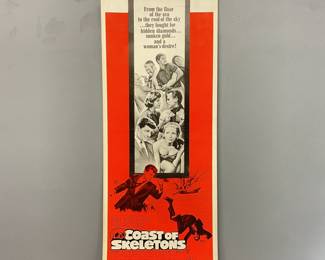 From the floor
of the sea
to the roof of the sky
...they fought for
hidden diamonds...
sunken gold...
and a
woman's desire!
COAST OF
SKELETONS